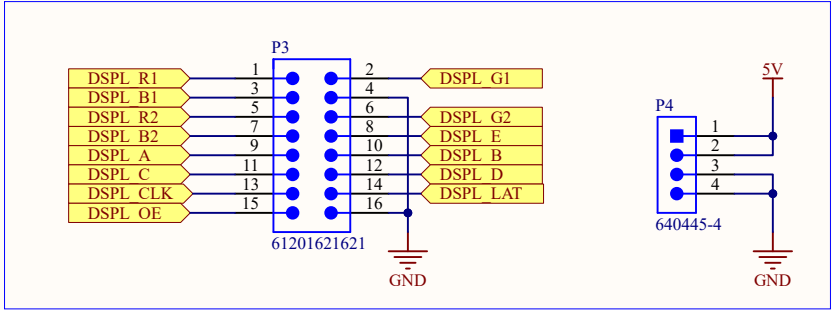 P3
DSPL_R1 1 2 DSPL_G1
DSPL_B1 3 4
DSPL_R2 5 6 DSPL_G2
DSPL_B2 7 8 DSPL_E
DSPL_A 9 10 DSPL_B
DSPL_C 11 12 DSPL_D
DSPL_CLK 13 14 DSPL_LAT
DSPL_OE 15 16
61201621621
GND
5V
P4
1
2
3
4
640445-4
GND